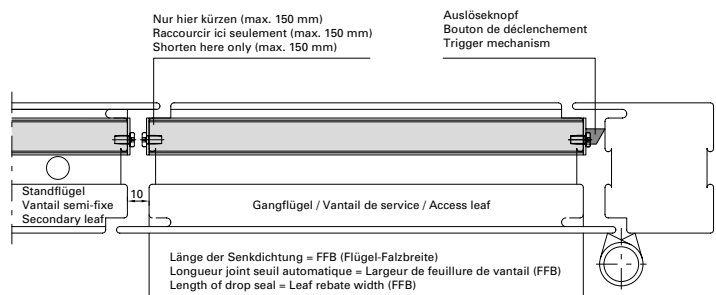 Nur hier kürzen (max. 150 mm)
Raccourcir ici seulement (max. 150 mm)
Shorten here only (max. 150 mm)
Auslöseknopf
Bouton de déclenchement
Trigger mechanism
Standflügel
Vantail semi-fixe
Secondary leaf
10
Gangflügel / Vantail de service / Access leaf
Länge der Senkdichtung = FFB (Flügel-Falzbreite)
Longueur joint seuil automatique = Largeur de feuillure de vantail (FFB)
Length of drop seal = Leaf rebate width (FFB)